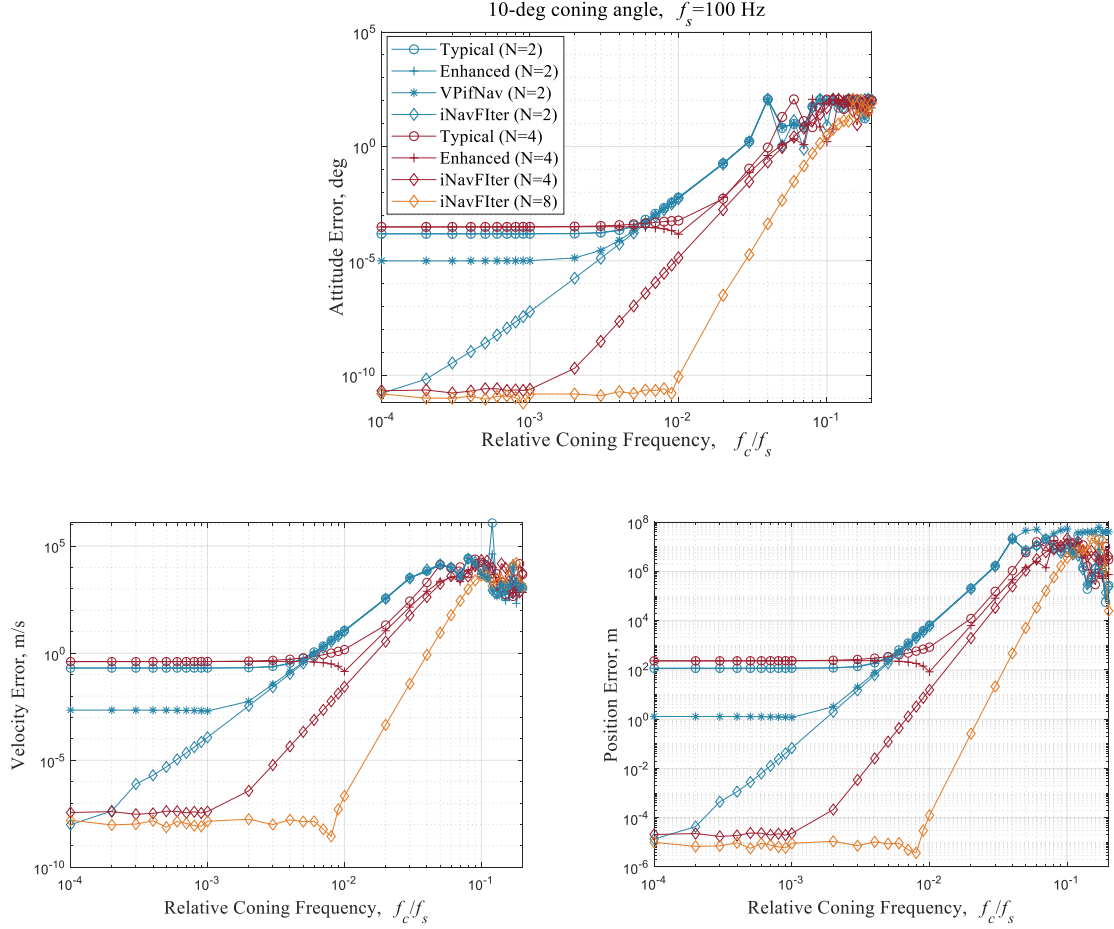 10-deg coning angle, f_s=100 Hz
10^5
10^0
10^-5
10^-10
Attitude Error, deg
Typical (N=2)
Enhanced (N=2)
VPifNav (N=2)
iNavFIter (N=2)
Typical (N=4)
Enhanced (N=4)
iNavFIter (N=4)
iNavFIter (N=8)
10^-4 10^-3 10^-2 10^-1
Relative Coning Frequency, f_c/f_s
10^5
10^0
10^-5
10^-10
Velocity Error, m/s
10^-4 10^-3 10^-2 10^-1
Relative Coning Frequency, f_c/f_s
10^8
10^6
10^4
10^2
10^0
10^-2
10^-4
10^-6
Position Error, m
10^-4 10^-3 10^-2 10^-1
Relative Coning Frequency, f_c/f_s